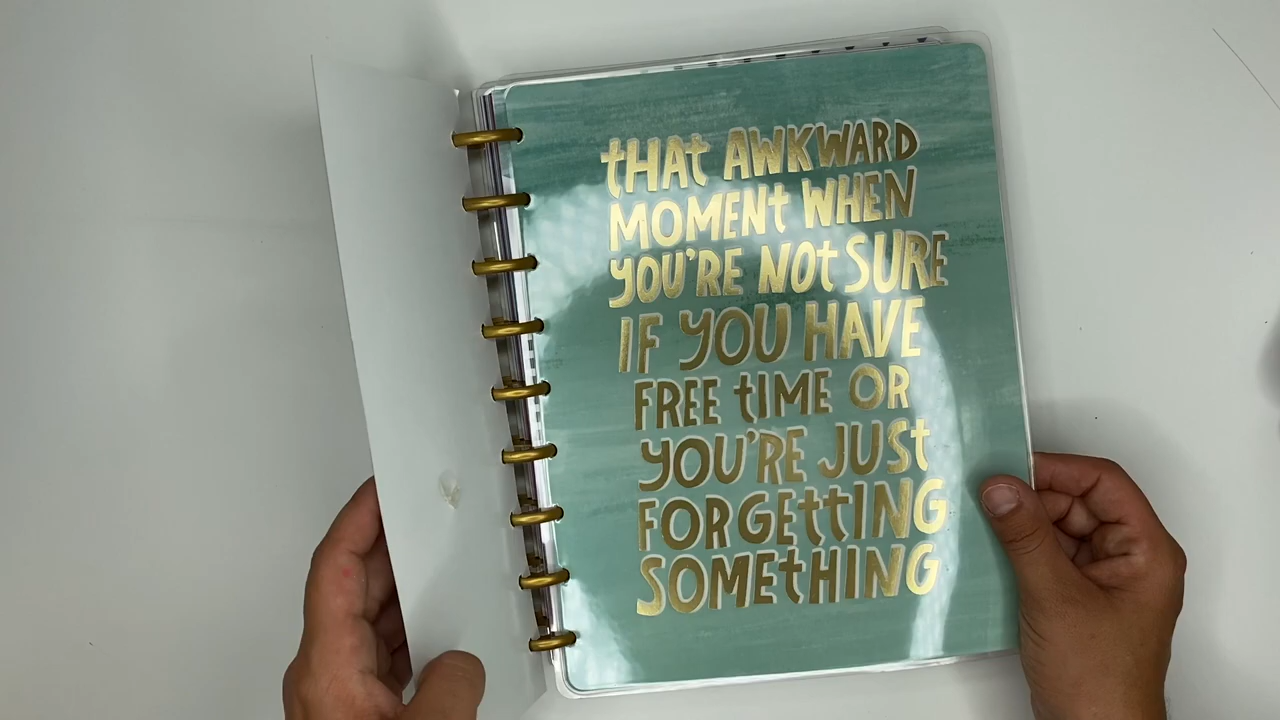 tHAt AWKWARD
MOMENt WHEN
YOU'RE NOt SURE
IF YOU HAVE
FREE tIME OR
YOU'RE JUSt
FORGEttING
SOMEtHING